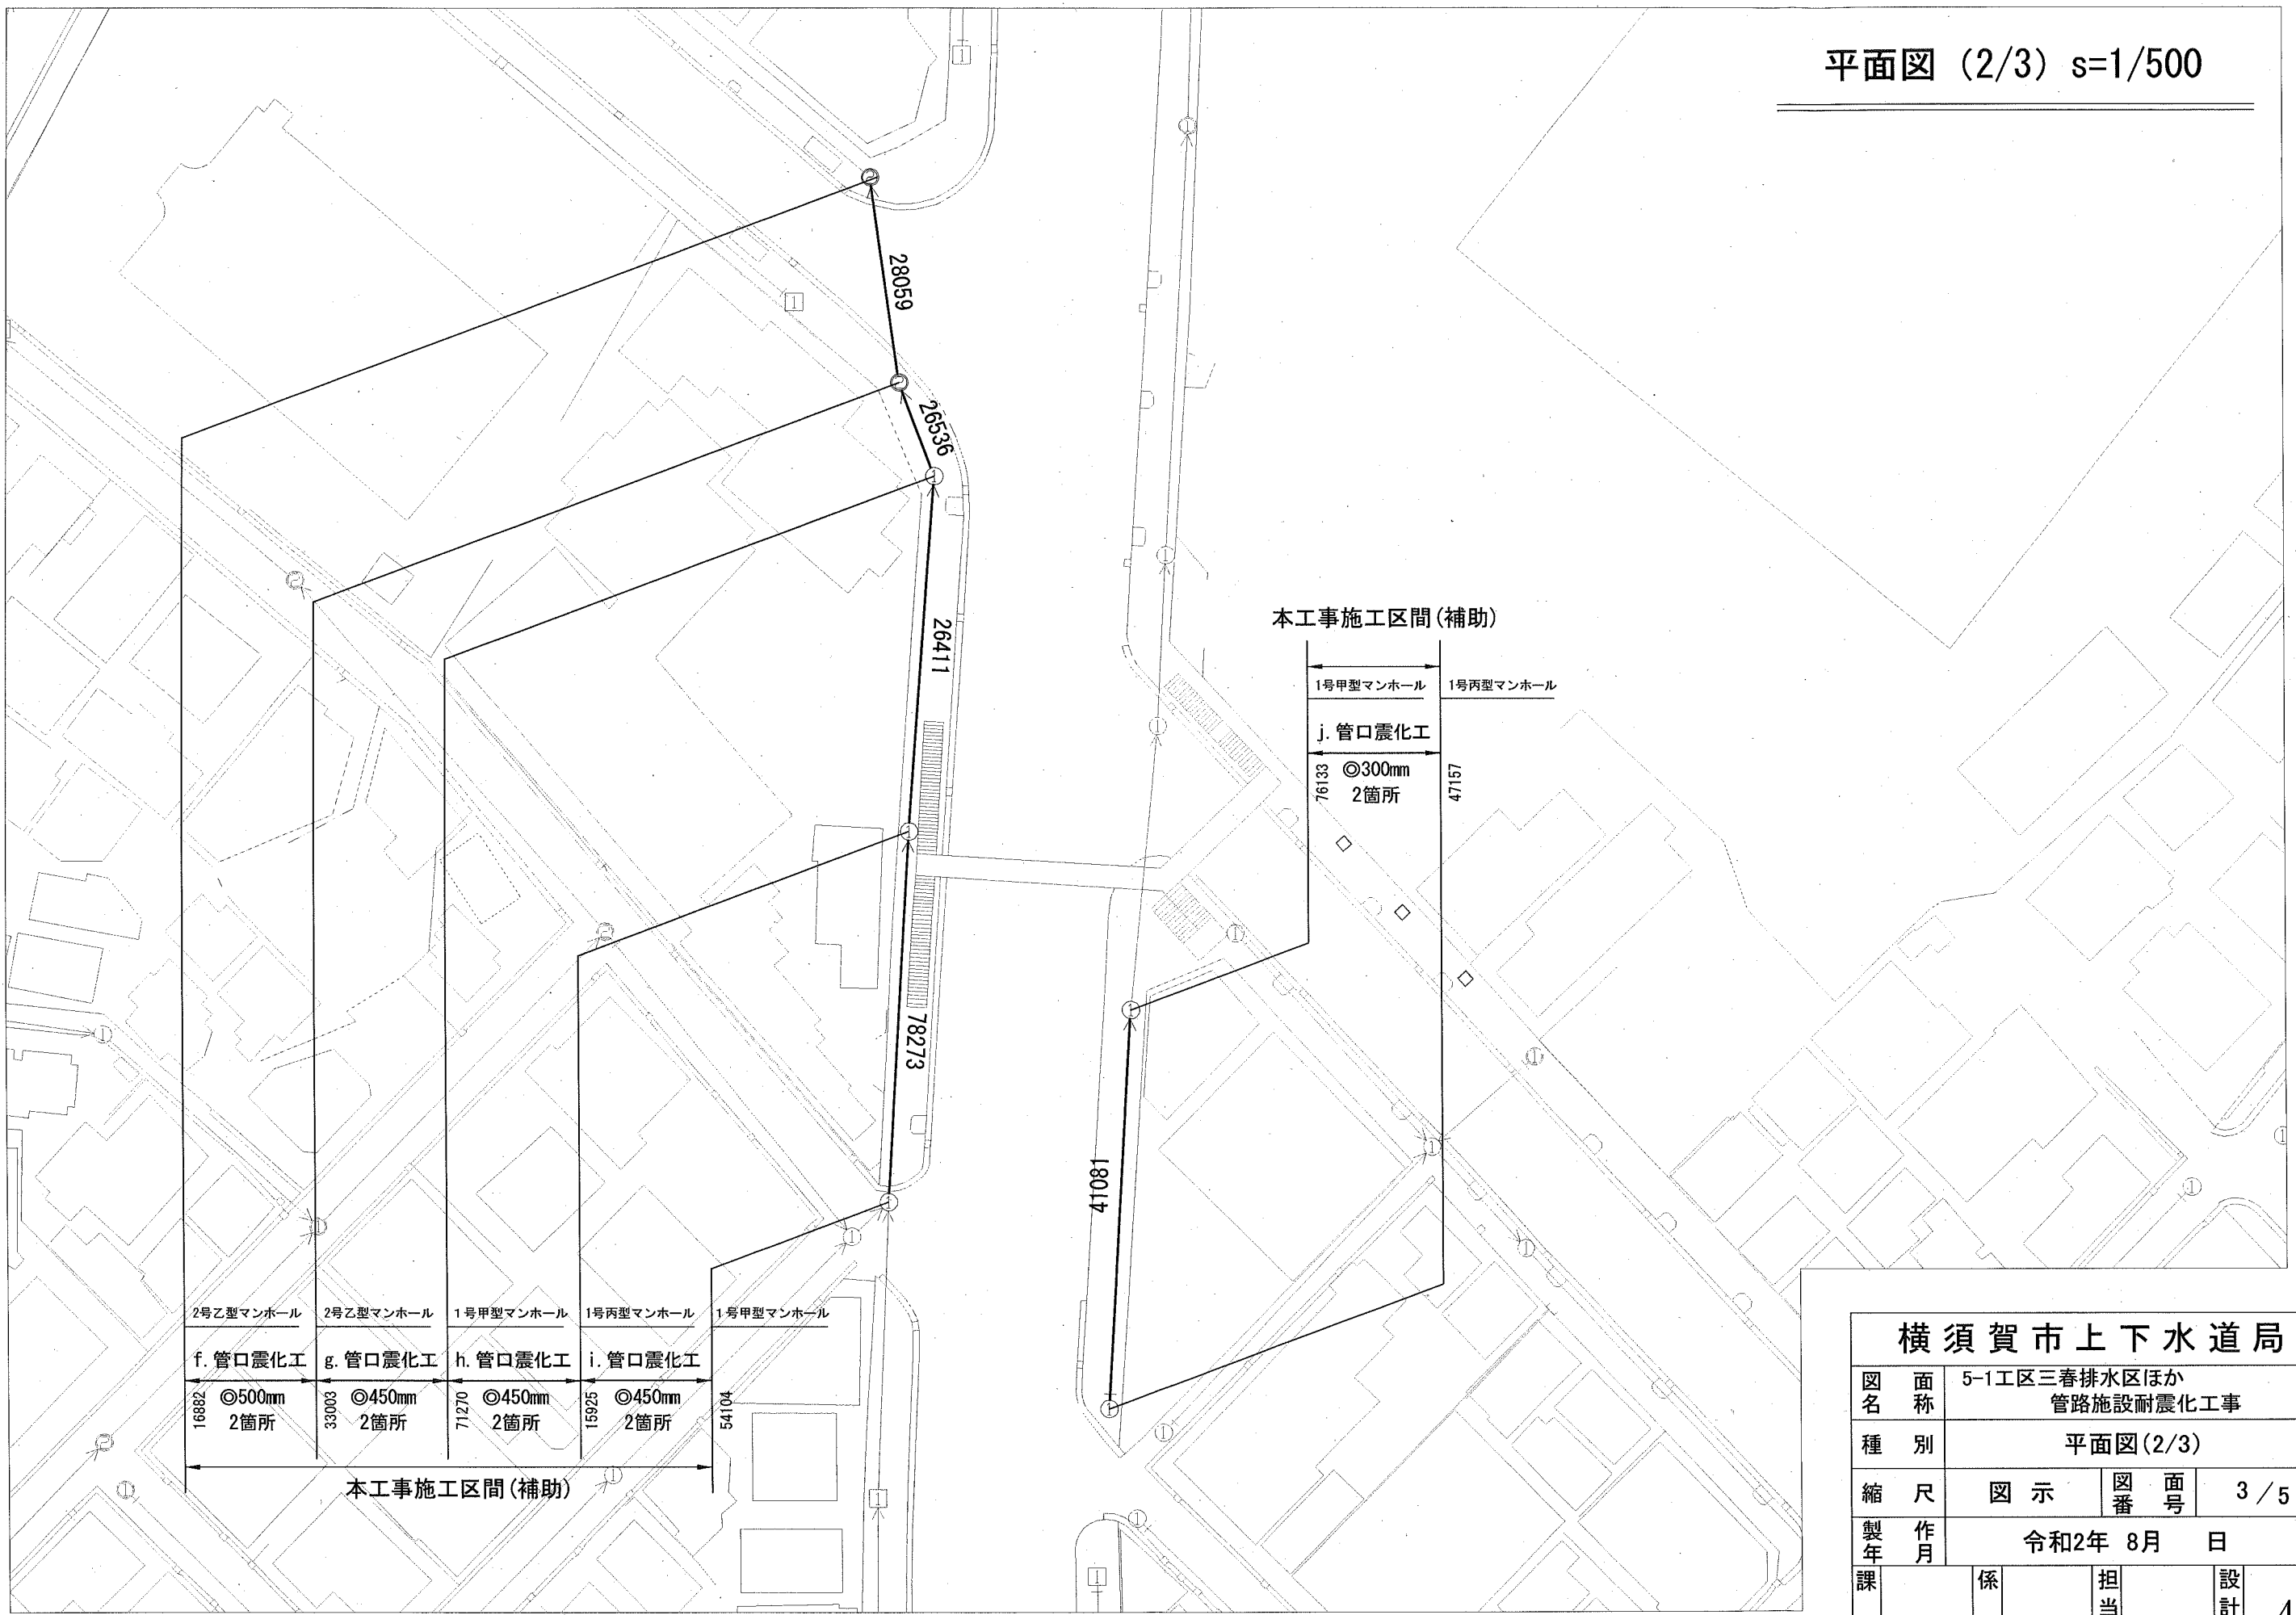 平面図 (2/3) s=1/500
28059
26536
26411
78273
41081
本工事施工区間(補助)
1号甲型マンホール 1号丙型マンホール
j. 管口震化工
76133 ◎300mm 47157
2箇所
2号乙型マンホール 2号乙型マンホール 1号甲型マンホール 1号丙型マンホール 1号甲型マンホール
f. 管口震化工 g. 管口震化工 h. 管口震化工 i. 管口震化工
16882 ◎500mm 33003 ◎450mm 71270 ◎450mm 15925 ◎450mm 54104
2箇所 2箇所 2箇所 2箇所
本工事施工区間(補助)
横須賀市上下水道局
図面名称 5-1工区三春排水区ほか
管路施設耐震化工事
種別 平面図(2/3)
縮尺 図示 図面番号 3/5
製作年月 令和2年 8月 日
課 係 担当 設計